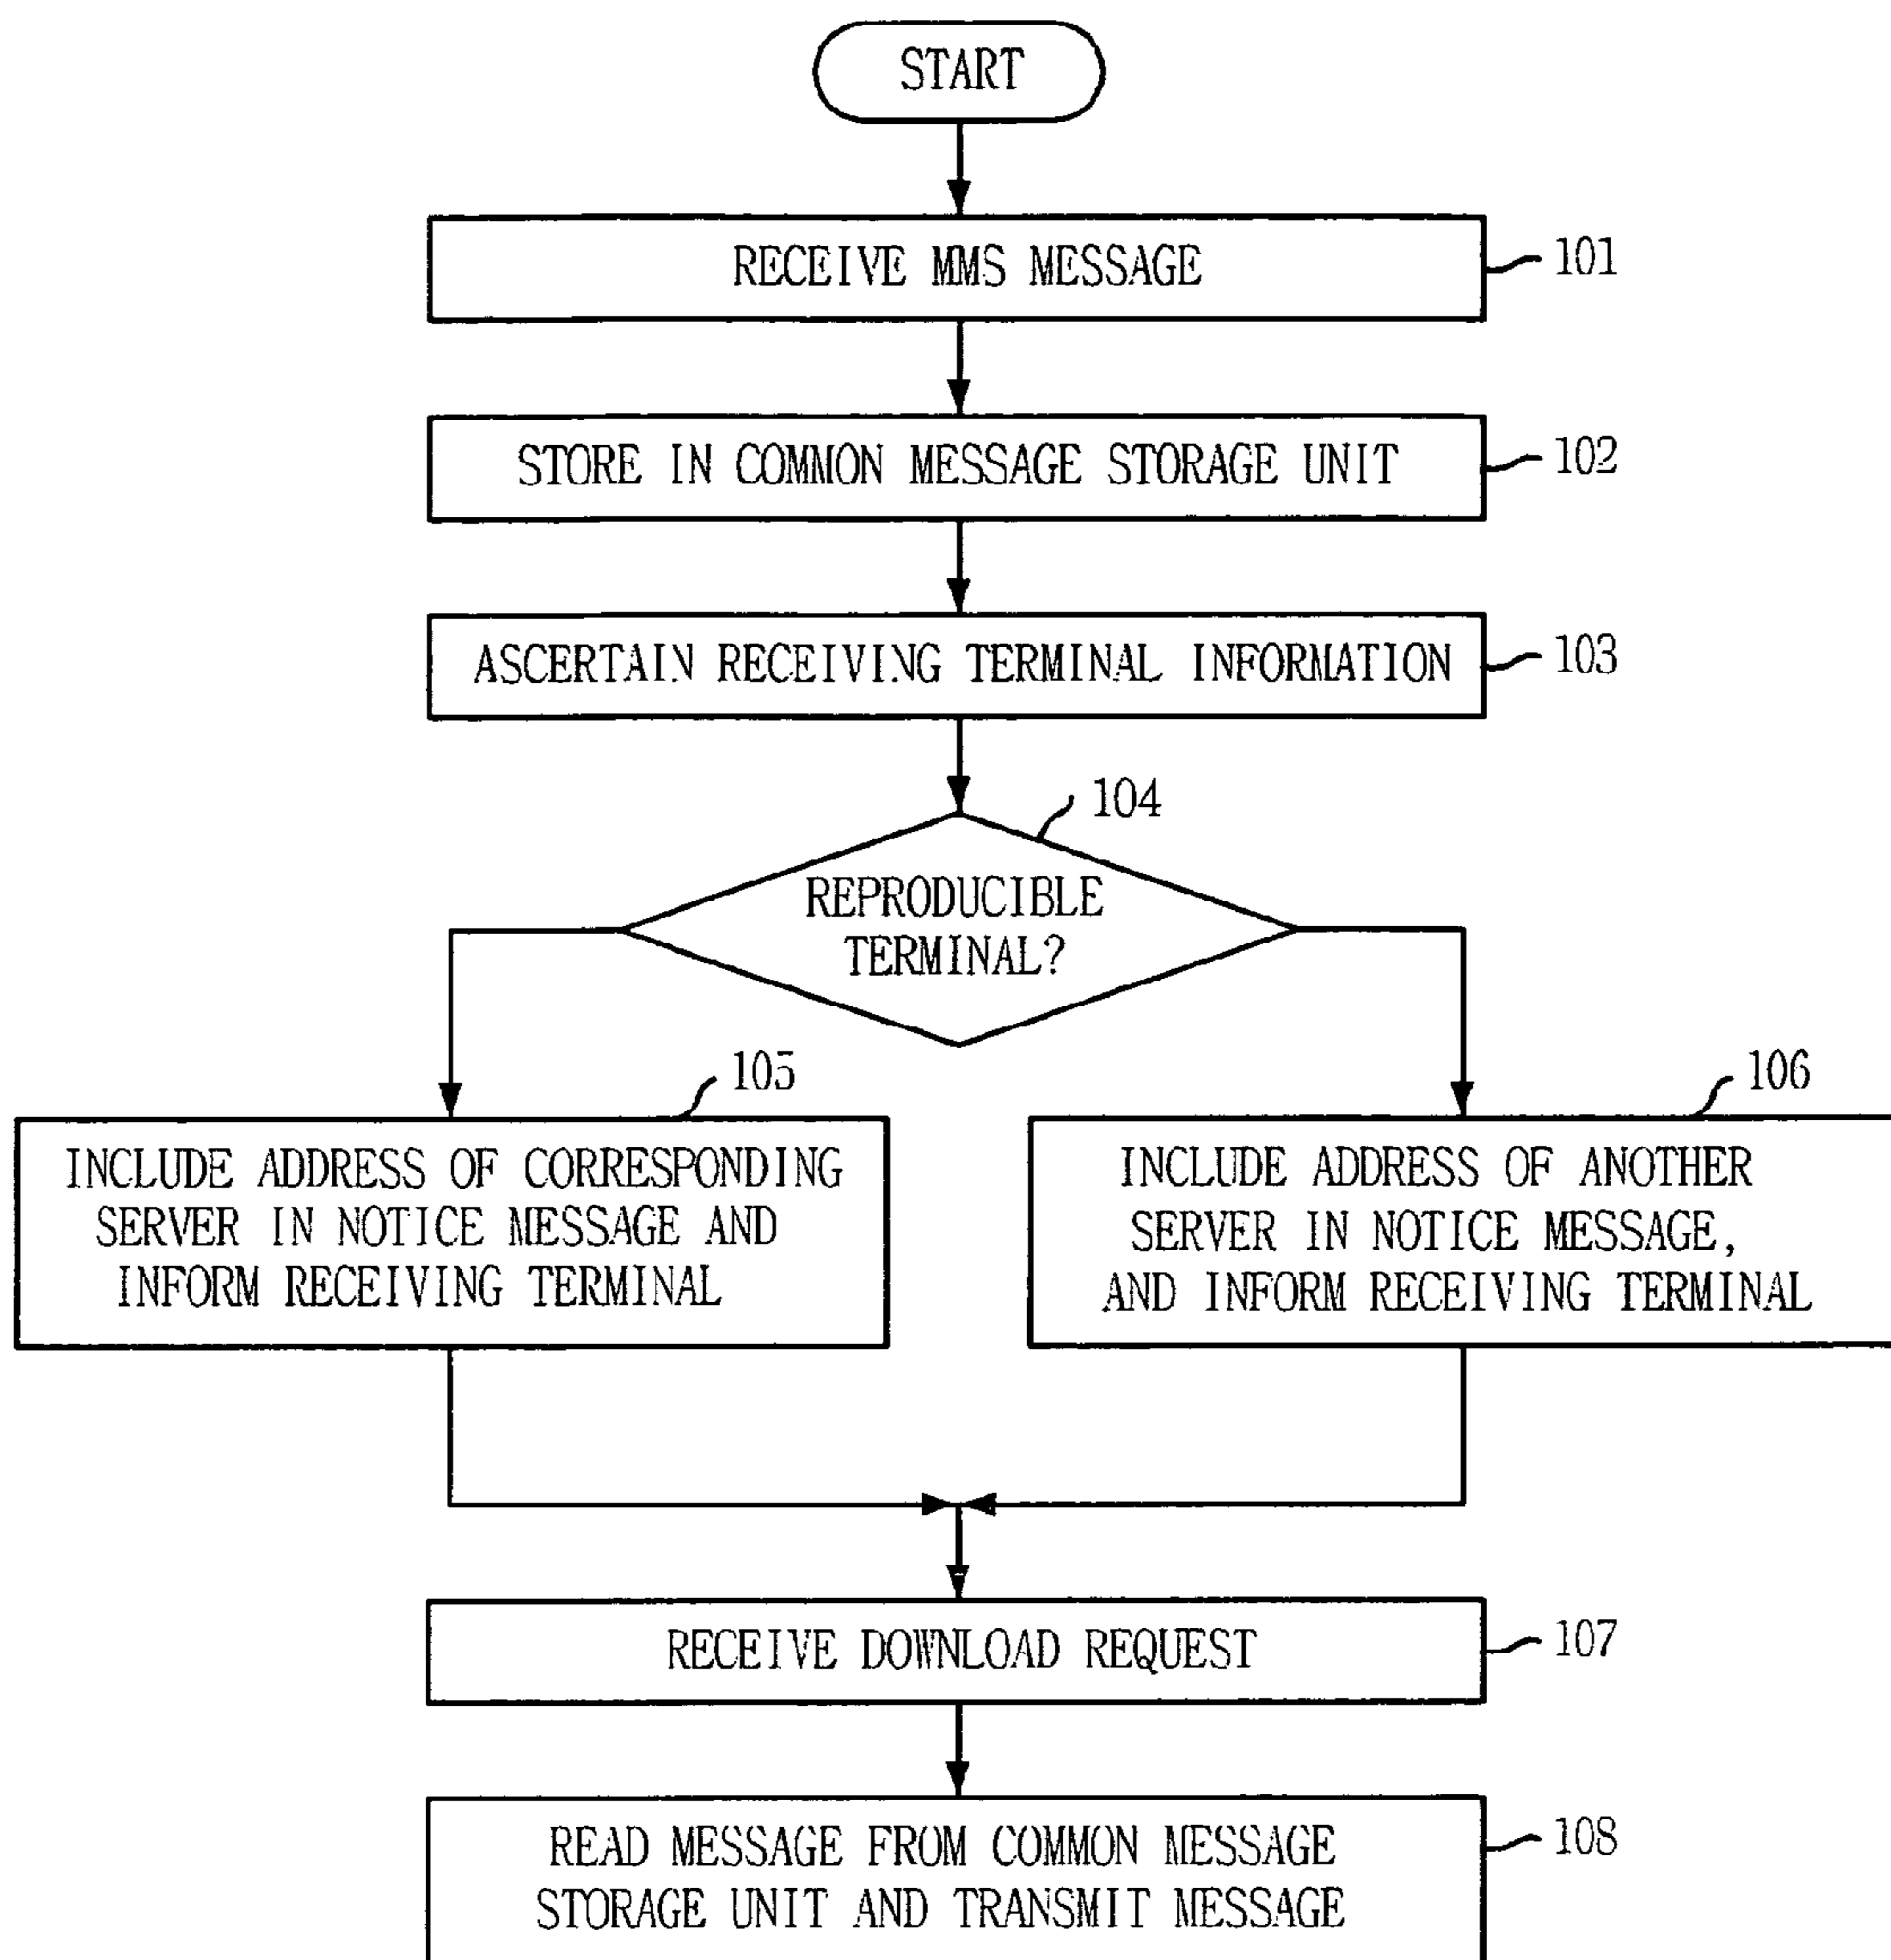 START
RECEIVE MMS MESSAGE
101
STORE IN COMMON MESSAGE STORAGE UNIT
102
ASCERTAIN RECEIVING TERMINAL INFORMATION
103
104
REPRODUCIBLE
TERMINAL?
105
INCLUDE ADDRESS OF CORRESPONDING
SERVER IN NOTICE MESSAGE AND
INFORM RECEIVING TERMINAL
106
INCLUDE ADDRESS OF ANOTHER
SERVER IN NOTICE MESSAGE,
AND INFORM RECEIVING TERMINAL
RECEIVE DOWNLOAD REQUEST
107
READ MESSAGE FROM COMMON MESSAGE
STORAGE UNIT AND TRANSMIT MESSAGE
108